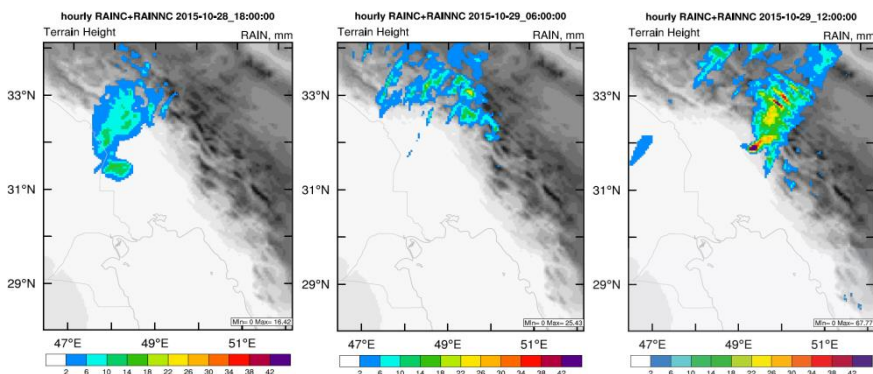 hourly RAINC+RAINNC 2015-10-28_18:00:00
Terrain Height RAIN, mm
33°N
31°N
29°N
47°E 49°E
Min= 0 Max= 16.42
2 6 10 14 18 22 26 30 34 38 42
hourly RAINC+RAINNC 2015-10-29_06:00:00
Terrain Height RAIN, mm
33°N
31°N
29°N
47°E 49°E
Min= 0 Max= 25.43
2 6 10 14 18 22 26 30 34 38 42
hourly RAINC+RAINNC 2015-10-29_12:00:00
Terrain Height RAIN, mm
33°N
31°N
29°N
47°E 49°E 51°E
Min= 0 Max= 67.77
2 6 10 14 18 22 26 30 34 38 42